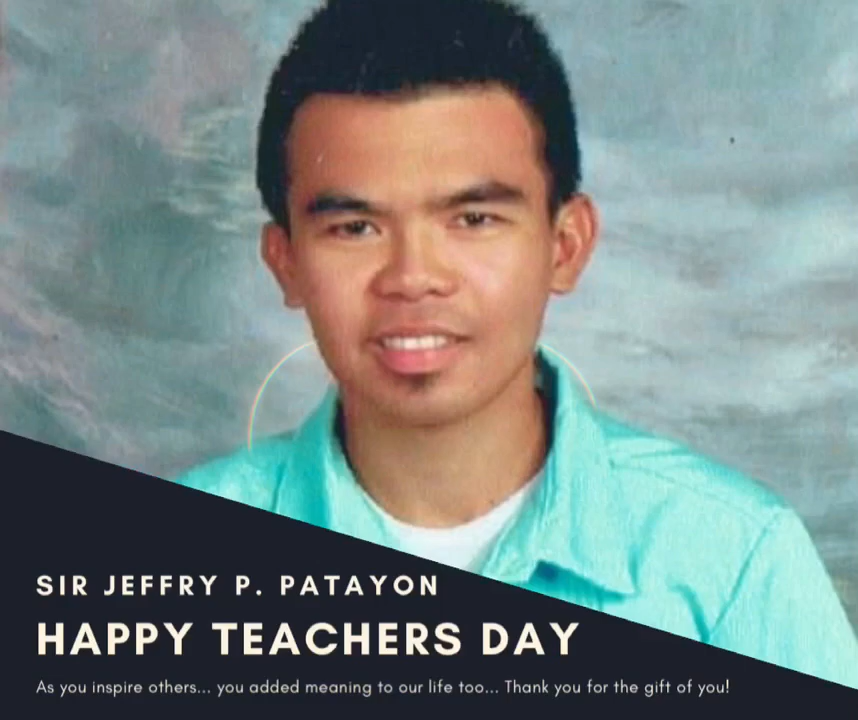 SIR JEFFRY P. PATAYON
HAPPY TEACHERS DAY
As you inspire others... you added meaning to our life too... Thank you for the gift of you!